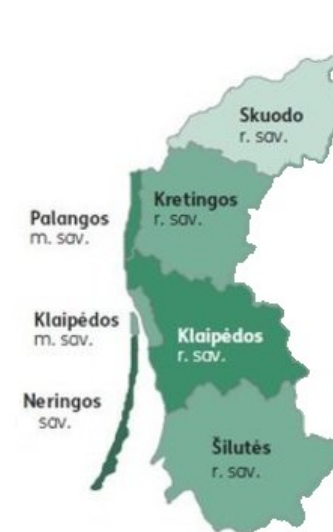 Skuodo
r. sav.
Kretingos
r. sav.
Palangos
m. sav.
Klaipėdos
m. sav.
Klaipėdos
r. sav.
Neringos
sav.
Šilutės
r. sav.